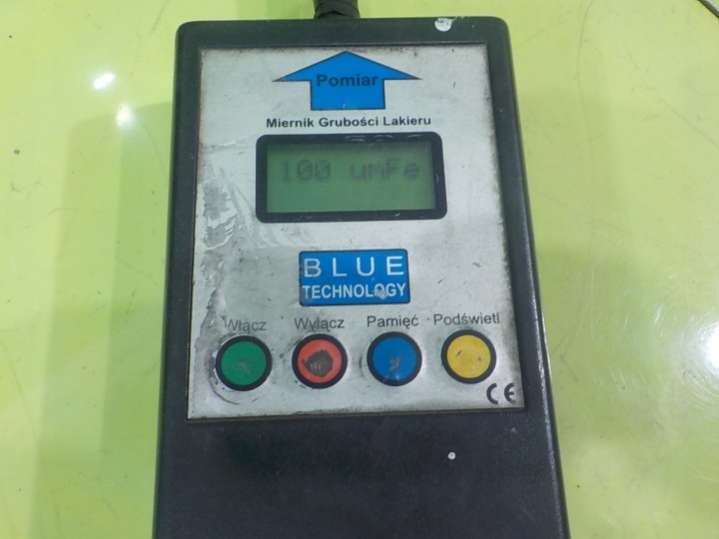 Pomiar
Miernik Grubości Lakieru
100 umFe
BLUE
TECHNOLOGY
Włącz Wyłącz Pamięć Podświetl
CE